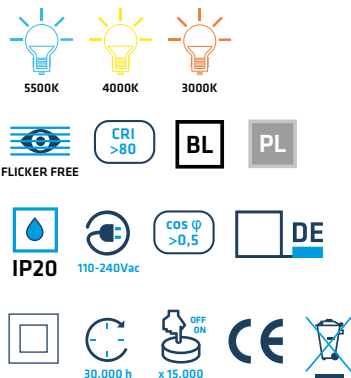 5500K
4000K
3000K
FLICKER FREE
CRI
>80
BL
PL
IP20
110-240Vac
cos φ
>0,5
DE
30.000 h
OFF
ON
x 15.000
CE